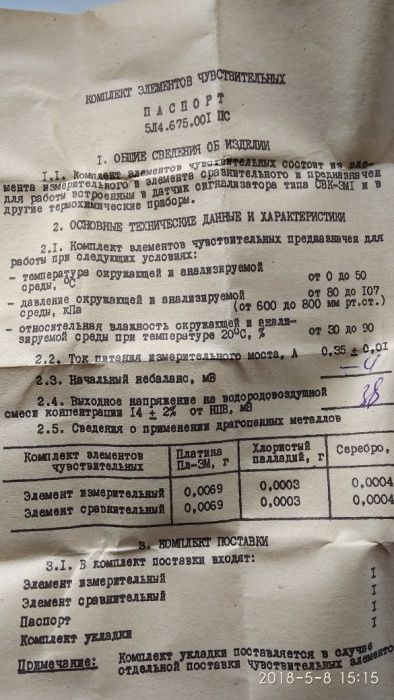 КОМПЛЕКТ ЭЛЕМЕНТОВ ЧУВСТВИТЕЛЬНЫХ
ПАСПОРТ
5Л4.675.001 ПС
I. ОБЩИЕ СВЕДЕНИЯ ОБ ИЗДЕЛИИ
I.I. Комплект элементов чувствительных состоит из эле-
мента измерительного и элемента сравнительного и предназначен
для работы встроенным в датчик сигнализатора типа СВК-3МI и в
другие термохимические приборы.
2. ОСНОВНЫЕ ТЕХНИЧЕСКИЕ ДАННЫЕ И ХАРАКТЕРИСТИКИ
2.I. Комплект элементов чувствительных предназначен для
работы при следующих условиях:
- температура окружающей и анализируемой
среды, °С от 0 до 50
- давление окружающей и анализируемой от 80 до 107
среды, кПа (от 600 до 800 мм рт.ст.)
- относительная влажность окружающей и анали-
зируемой среды при температуре 20°С, % от 30 до 90
2.2. Ток питания измерительного моста, А 0,35 ± 0,01
2.3. Начальный небаланс, мВ -4
2.4. Выходное напряжение на водородовоздушной
смеси концентрации I4 ± 2% от НПВ, мВ 38
2.5. Сведения о применении драгоценных металлов
Комплект элементов чувствительных Платина Пл-ЗМ, г Хлористый палладий, г Серебро,
Элемент измерительный 0,0069 0,0003 0,0004
Элемент сравнительный 0,0069 0,0003 0,0004
3. КОМПЛЕКТ ПОСТАВКИ
3.I. В комплект поставки входят:
Элемент измерительный I
Элемент сравнительный I
Паспорт I
Комплект укладки I
Примечание: Комплект укладки поставляется в случае
отдельной поставки чувствительных элементо
2018-5-8 15:15